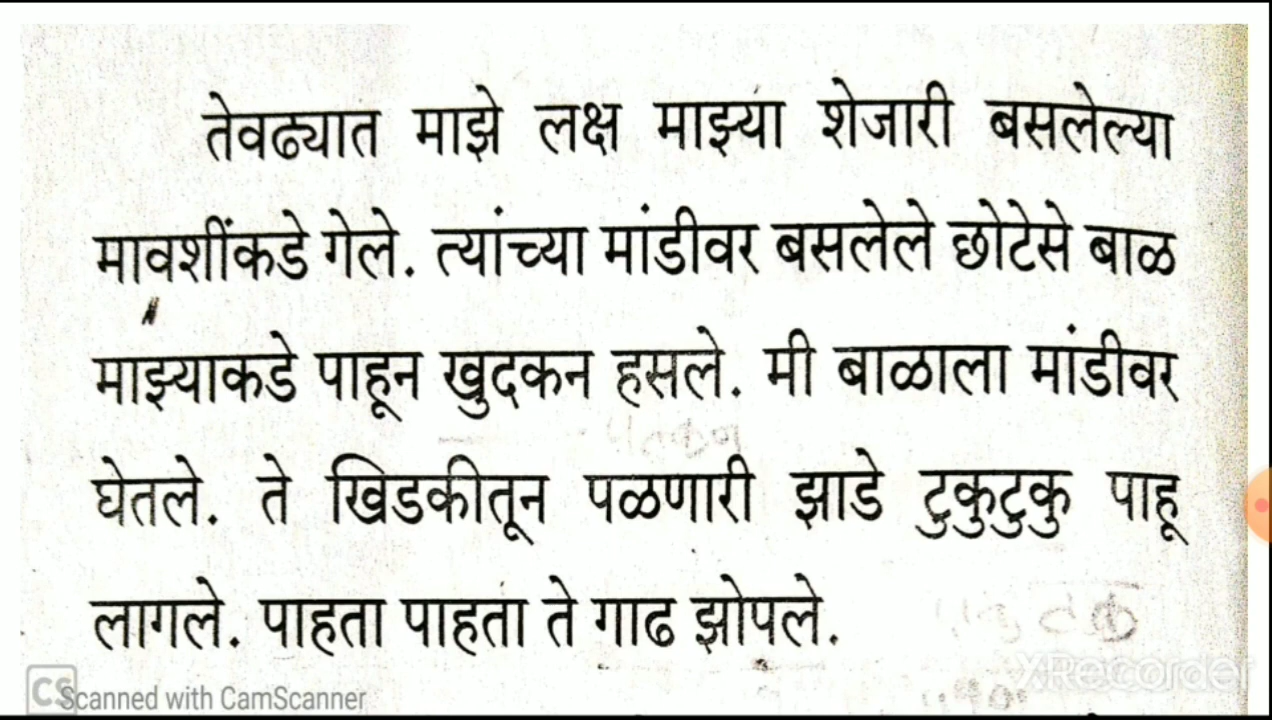 तेवढ्यात माझे लक्ष माझ्या शेजारी बसलेल्या
मावशींकडे गेले. त्यांच्या मांडीवर बसलेले छोटेसे बाळ
माझ्याकडे पाहून खुदकन हसले. मी बाळाला मांडीवर
घेतले. ते खिडकीतून पळणारी झाडे टुकुटुकु पाहू
लागले. पाहता पाहता ते गाढ झोपले.
CS Scanned with CamScanner
XRecorder